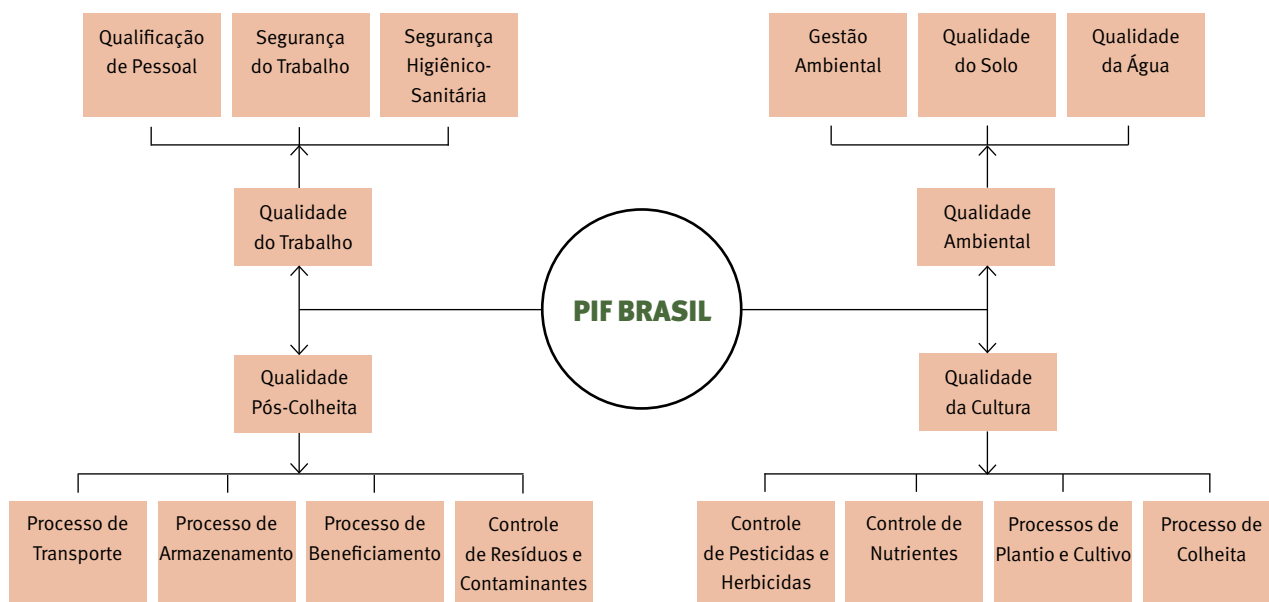 Qualificação
de Pessoal
Segurança
do Trabalho
Segurança
Higiênico-
Sanitária
Gestão
Ambiental
Qualidade
do Solo
Qualidade
da Água
Qualidade
do Trabalho
Qualidade
Ambiental
PIF BRASIL
Qualidade
Pós-Colheita
Qualidade
da Cultura
Processo de
Transporte
Processo de
Armazenamento
Processo de
Beneficiamento
Controle
de Resíduos e
Contaminantes
Controle
de Pesticidas e
Herbicidas
Controle de
Nutrientes
Processos de
Plantio e Cultivo
Processo de
Colheita